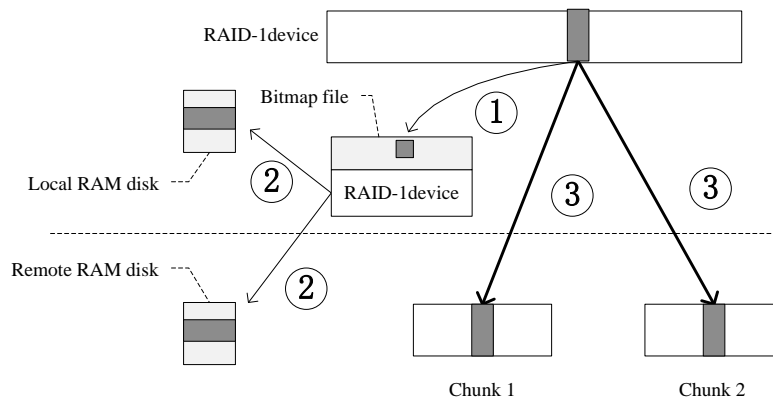 RAID-1device
Bitmap file
①
Local RAM disk
②
RAID-1device
③
③
Remote RAM disk
②
Chunk 1
Chunk 2